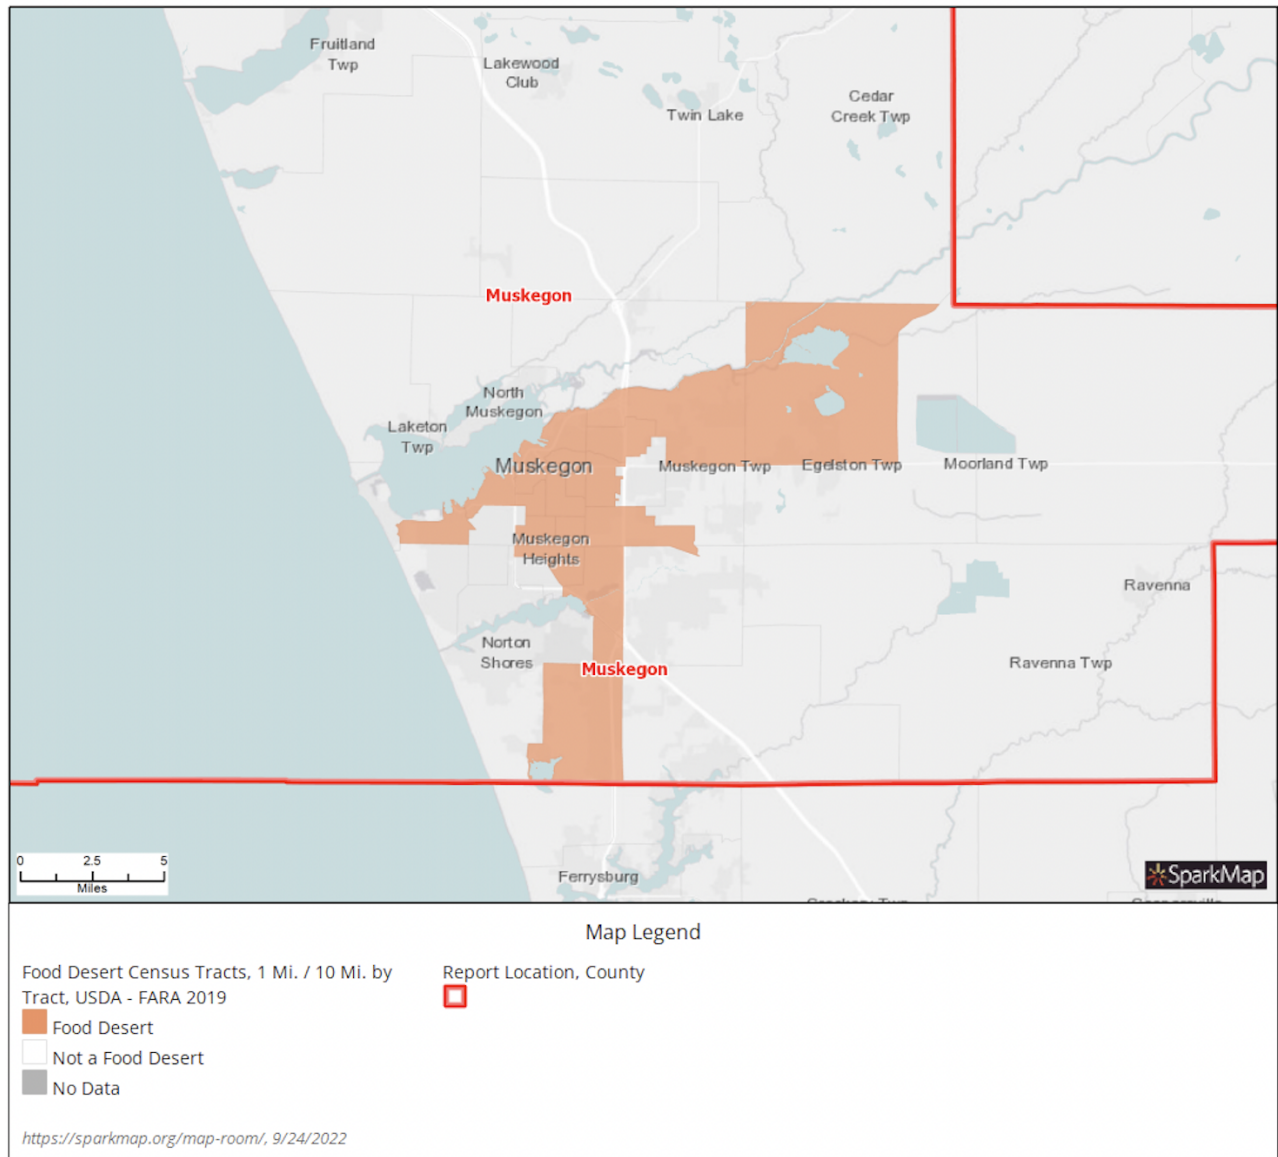 Fruitland
Twp
Lakewood
Club
Twin Lake
Cedar
Creek Twp
Muskegon
North
Muskegon
Laketon
Twp
Muskegon
Muskegon Twp
Egelston Twp
Moorland Twp
Muskegon
Heights
Ravenna
Norton
Shores
Muskegon
Ravenna Twp
0 2.5 5
Miles
Ferrysburg
SparkMap
Map Legend
Food Desert Census Tracts, 1 Mi. / 10 Mi. by
Tract, USDA - FARA 2019
Food Desert
Not a Food Desert
No Data
Report Location, County
https://sparkmap.org/map-room/, 9/24/2022